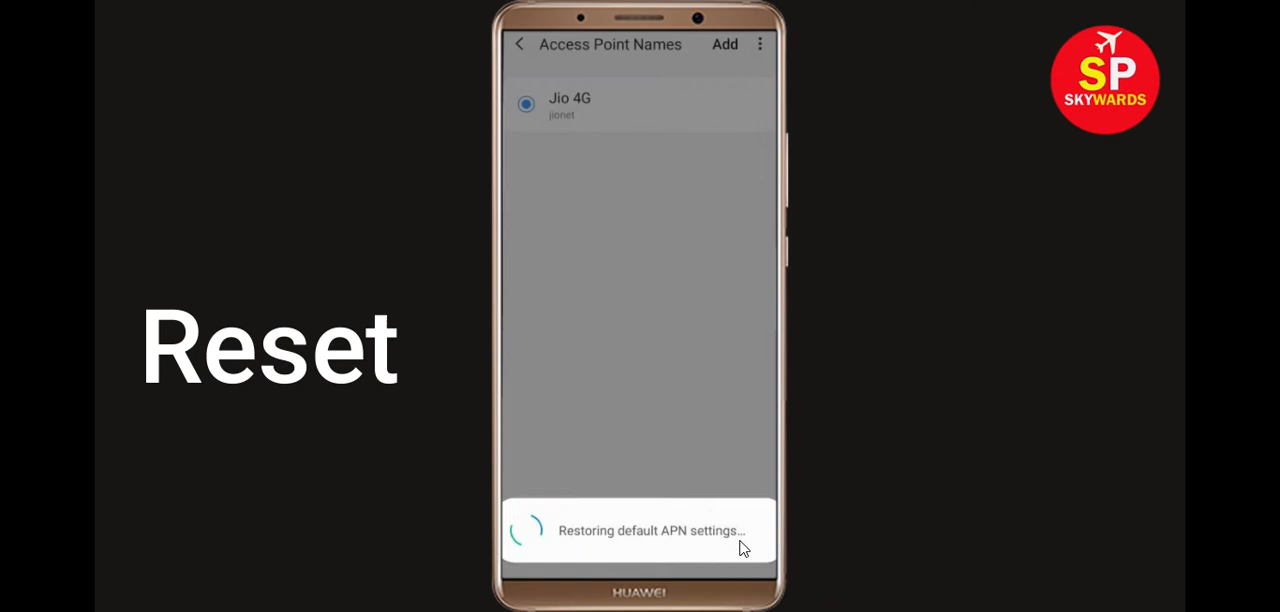 Access Point Names Add
SP
SKYWARDS
Jio 4G
jionet
Reset
Restoring default APN settings...
HUAWEI